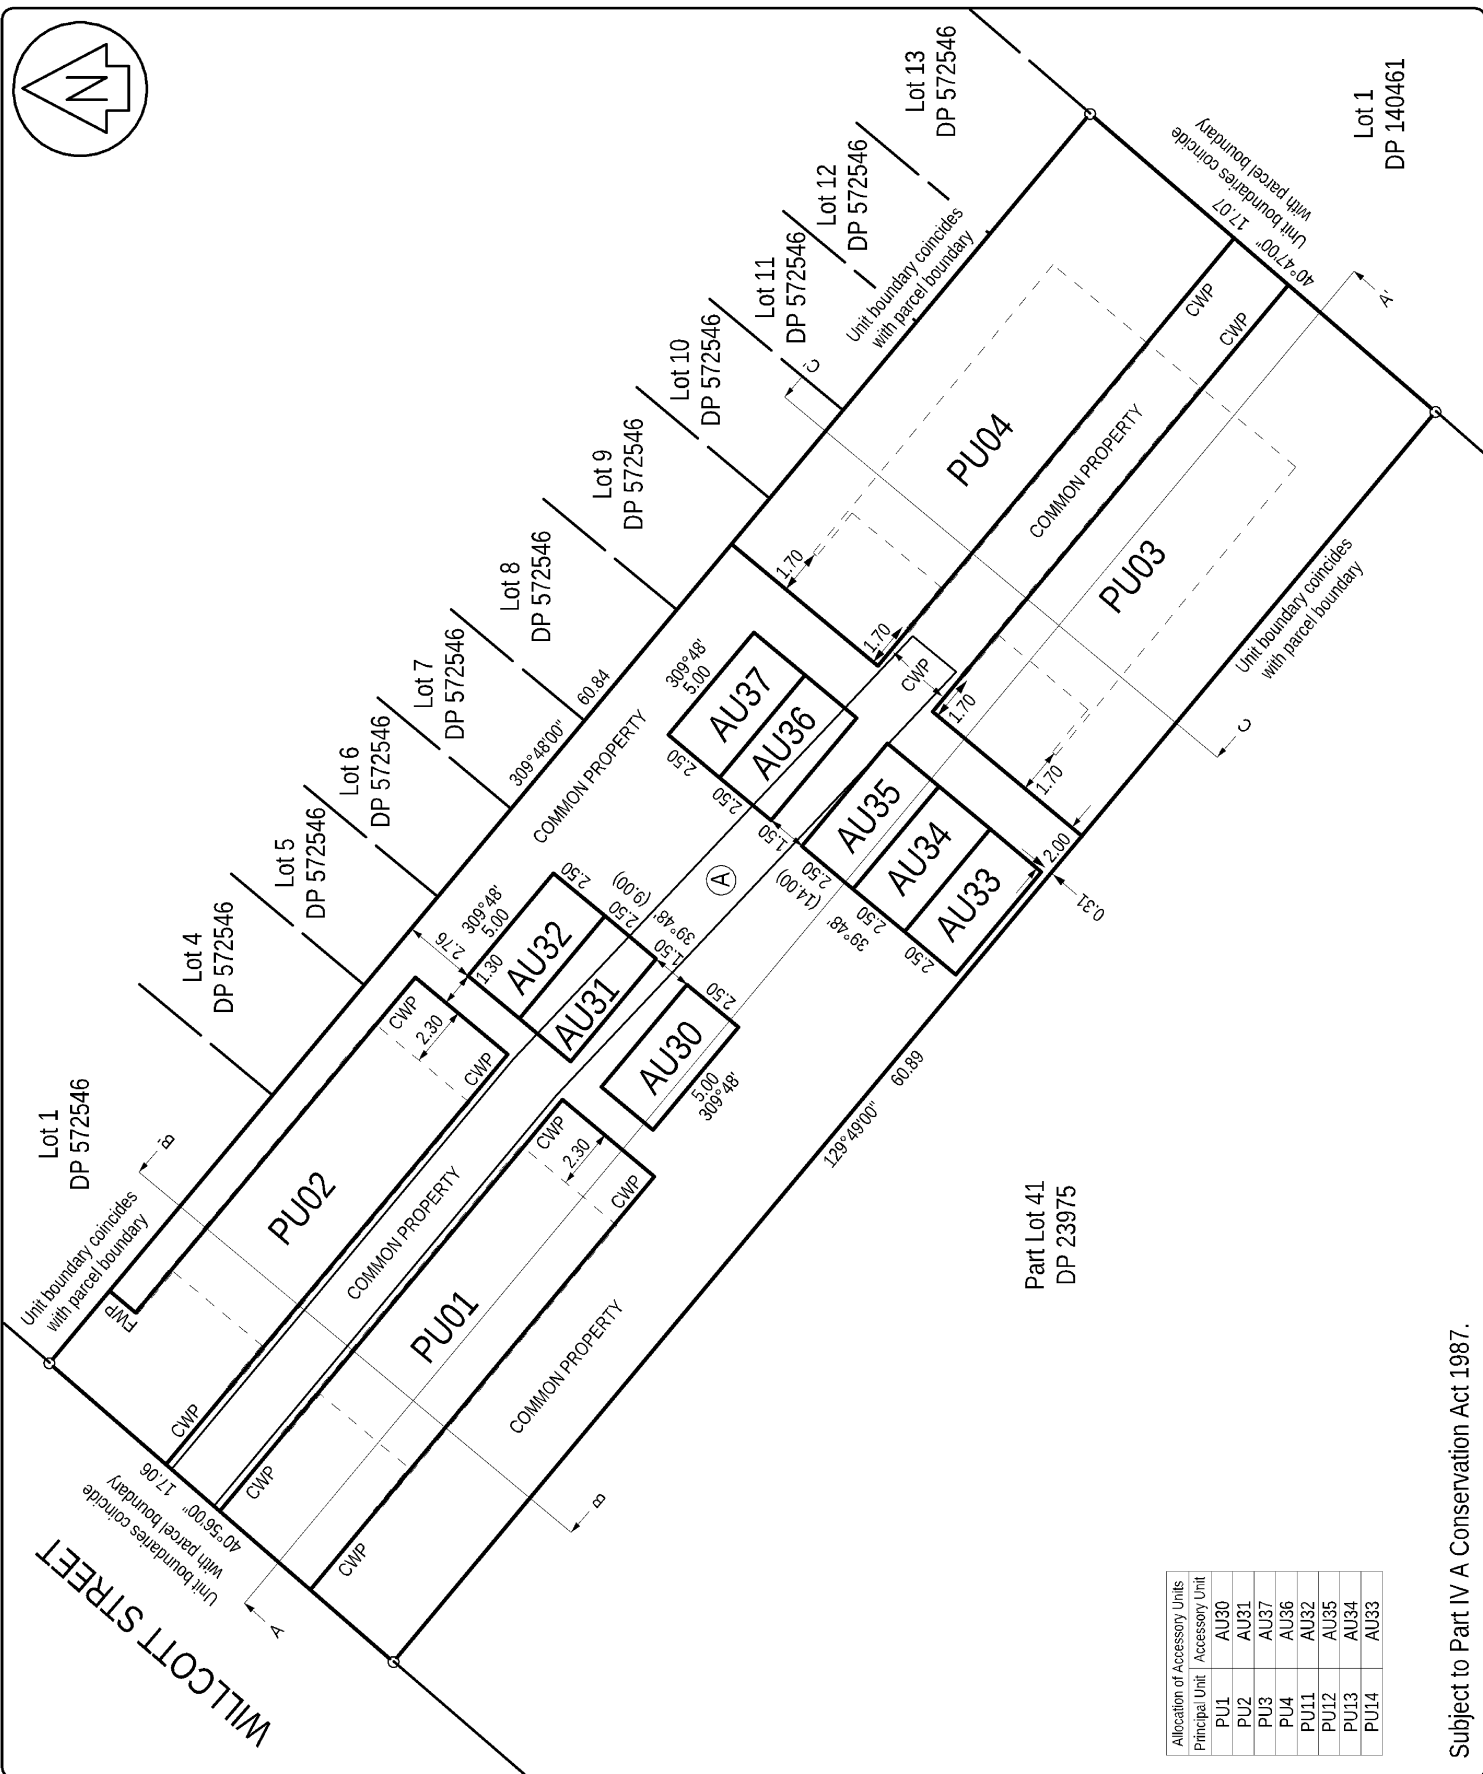 N
WILLCOTT STREET
Lot 1
DP 572546
Lot 4
DP 572546
Lot 5
DP 572546
Lot 6
DP 572546
Lot 7
DP 572546
Lot 8
DP 572546
Lot 9
DP 572546
Lot 10
DP 572546
Lot 11
DP 572546
Lot 12
DP 572546
Lot 13
DP 572546
Lot 1
DP 140461
Part Lot 41
DP 23975
Unit boundary coincides
with parcel boundary
Unit boundary coincides
with parcel boundary
Unit boundary coincides
with parcel boundary
Unit boundaries coincide
with parcel boundary
40°56'00" 17.06
Unit boundaries coincide
with parcel boundary
40°47'00" 17.07
309°48'00" 60.84
129°49'00" 60.89
PU02
FWP
CWP
CWP
CWP
2.30
1.30
2.76
PU01
CWP
CWP
CWP
CWP
2.30
COMMON PROPERTY
COMMON PROPERTY
COMMON PROPERTY
COMMON PROPERTY
AU32
AU31
AU30
309°48'
5.00
2.50
2.50
(9.00)
39°48'
1.50
2.50
5.00
309°48'
A
AU37
AU36
309°48'
5.00
2.50
2.50
1.50
AU35
AU34
AU33
2.50
(14.00)
2.50
39°48'
2.50
2.00
0.31
PU04
1.70
1.70
CWP
CWP
CWP
PU03
1.70
1.70
A
A'
B
B'
C
C'
Allocation of Accessory Units
Principal Unit Accessory Unit
PU1 AU30
PU2 AU31
PU3 AU37
PU4 AU36
PU11 AU32
PU12 AU35
PU13 AU34
PU14 AU33
Subject to Part IV A Conservation Act 1987.